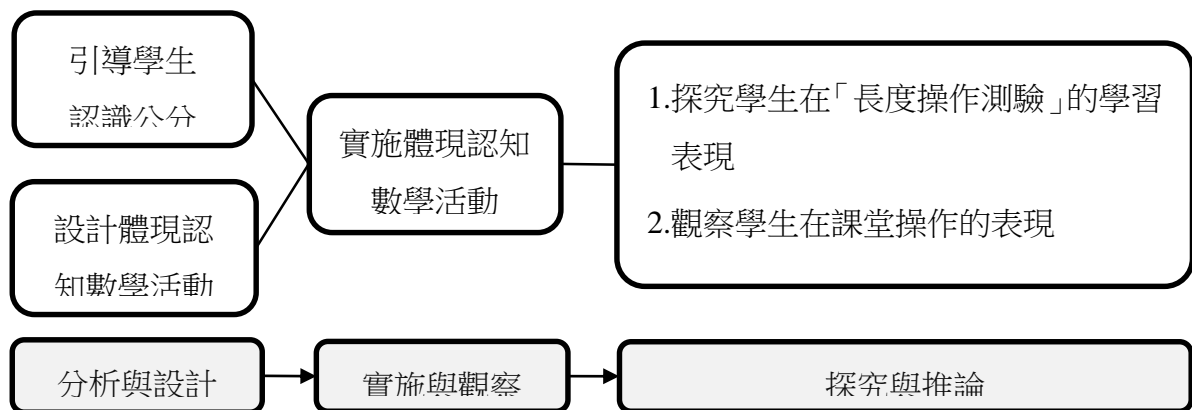 引導學生
認識公分
設計體現認
知數學活動
實施體現認知
數學活動
1.探究學生在「長度操作測驗」的學習
表現
2.觀察學生在課堂操作的表現
分析與設計
實施與觀察
探究與推論